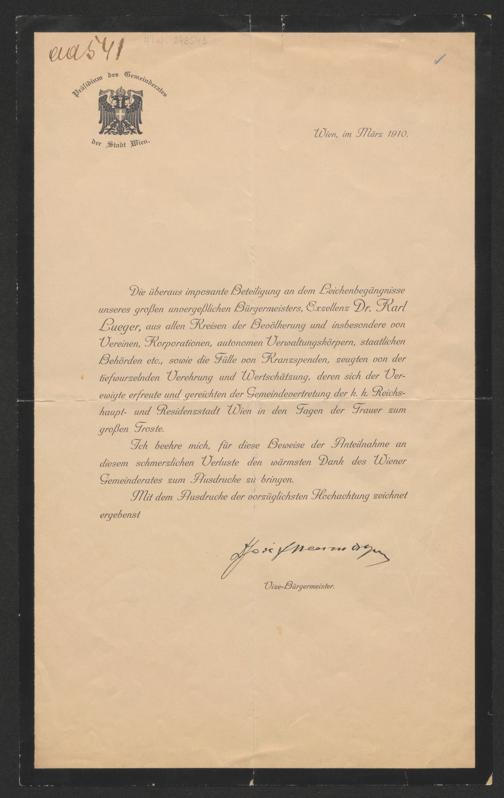 aa541
Präsidium des Gemeinderates
der Stadt Wien.
Wien, im März 1910.
Die überaus imposante Beteiligung an dem Leichenbegängnisse
unseres großen unvergeßlichen Bürgermeisters, Exzellenz Dr. Karl
Lueger, aus allen Kreisen der Bevölkerung und insbesondere von
Vereinen, Korporationen, autonomen Verwaltungskörpern, staatlichen
Behörden etc., sowie die Fülle von Kranzspenden, zeugten von der
tiefwurzelnden Verehrung und Wertschätzung, deren sich der Ver-
ewigte erfreute und gereichten der Gemeindevertretung der k. k. Reichs-
haupt- und Residenzstadt Wien in den Tagen der Trauer zum
großen Troste.
Ich beehre mich, für diese Beweise der Anteilnahme an
diesem schmerzlichen Verluste den wärmsten Dank des Wiener
Gemeinderates zum Ausdrucke zu bringen.
Mit dem Ausdrucke der vorzüglichsten Hochachtung zeichnet
ergebenst
Vize-Bürgermeister.